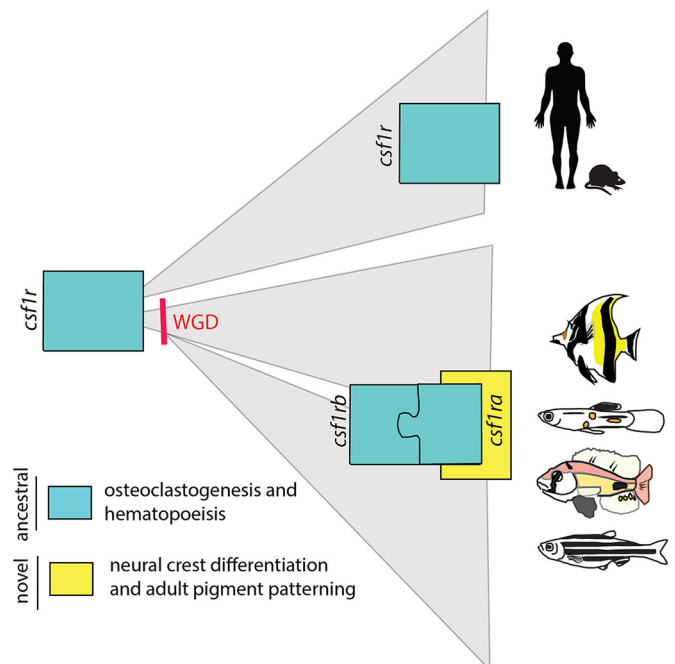 csf1r
csf1r
WGD
csf1rb
csf1ra
ancestral
osteoclastogenesis and
hematopoeisis
novel
neural crest differentiation
and adult pigment patterning